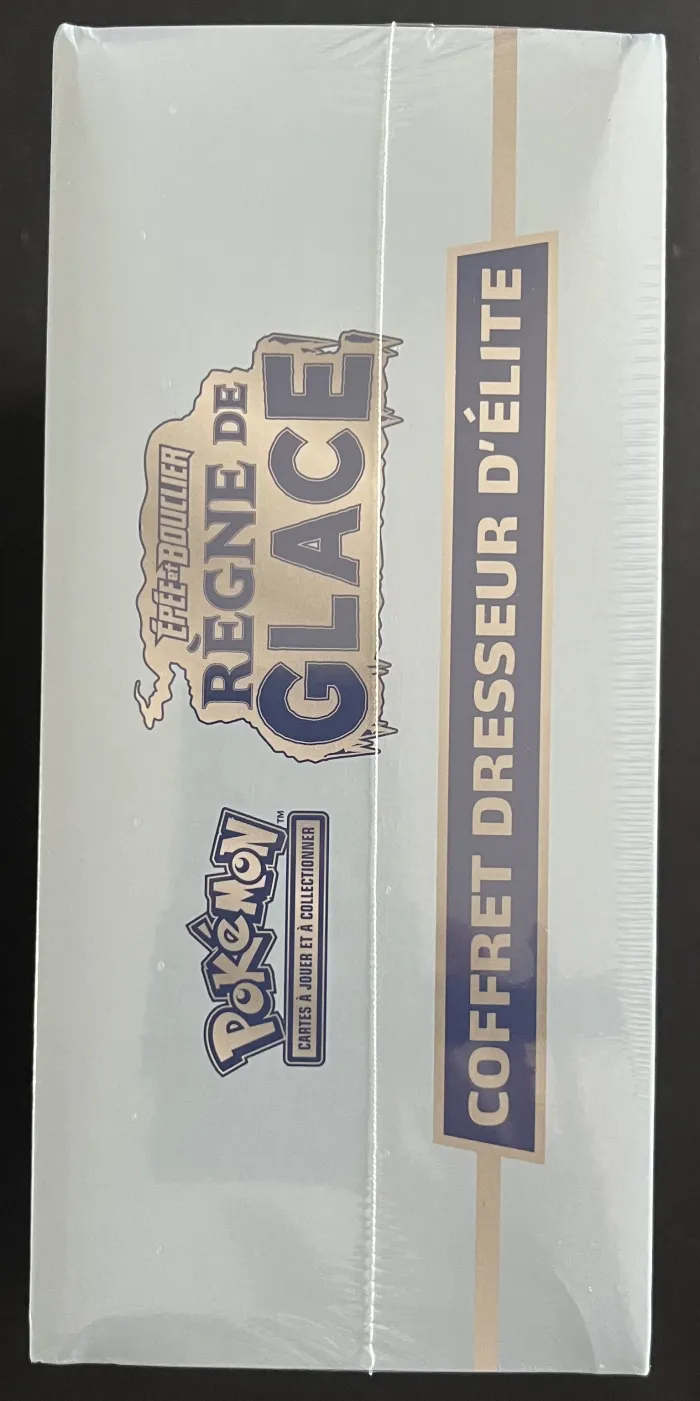 Pokémon™
CARTES À JOUER ET À COLLECTIONNER
ÉPÉE et BOUCLIER
RÈGNE DE
GLACE
COFFRET DRESSEUR D'ÉLITE